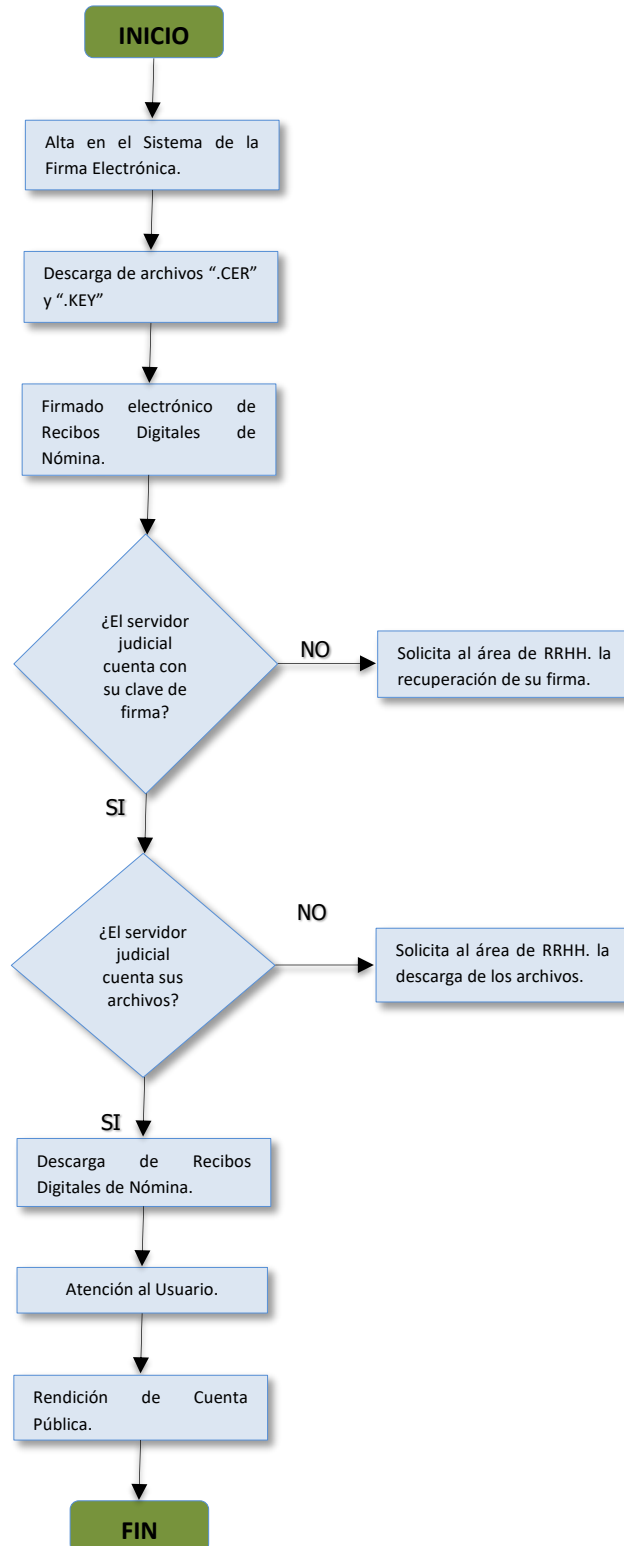 INICIO
Alta en el Sistema de la
Firma Electrónica.
Descarga de archivos “.CER”
y “.KEY”
Firmado electrónico de
Recibos Digitales de
Nómina.
¿El servidor
judicial
cuenta con
su clave de
firma?
NO
Solicita al área de RRHH. la
recuperación de su firma.
SI
¿El servidor
judicial
cuenta sus
archivos?
NO
Solicita al área de RRHH. la
descarga de los archivos.
SI
Descarga de Recibos
Digitales de Nómina.
Atención al Usuario.
Rendición de Cuenta
Pública.
FIN